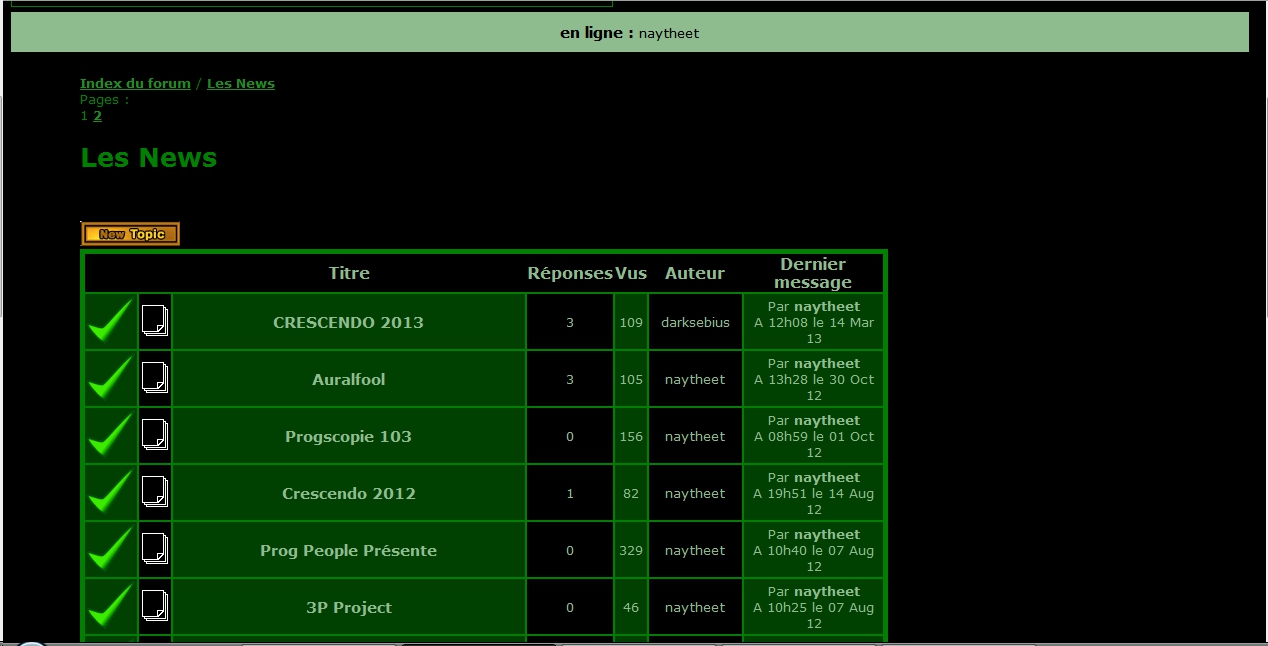 en ligne : naytheet
Index du forum / Les News
Pages :
1 2
Les News
New Topic
Titre Réponses Vus Auteur Dernier message
CRESCENDO 2013 3 109 darksebius Par naytheet
A 12h08 le 14 Mar
13
Auralfool 3 105 naytheet Par naytheet
A 13h28 le 30 Oct
12
Progscopie 103 0 156 naytheet Par naytheet
A 08h59 le 01 Oct
12
Crescendo 2012 1 82 naytheet Par naytheet
A 19h51 le 14 Aug
12
Prog People Présente 0 329 naytheet Par naytheet
A 10h40 le 07 Aug
12
3P Project 0 46 naytheet Par naytheet
A 10h25 le 07 Aug
12